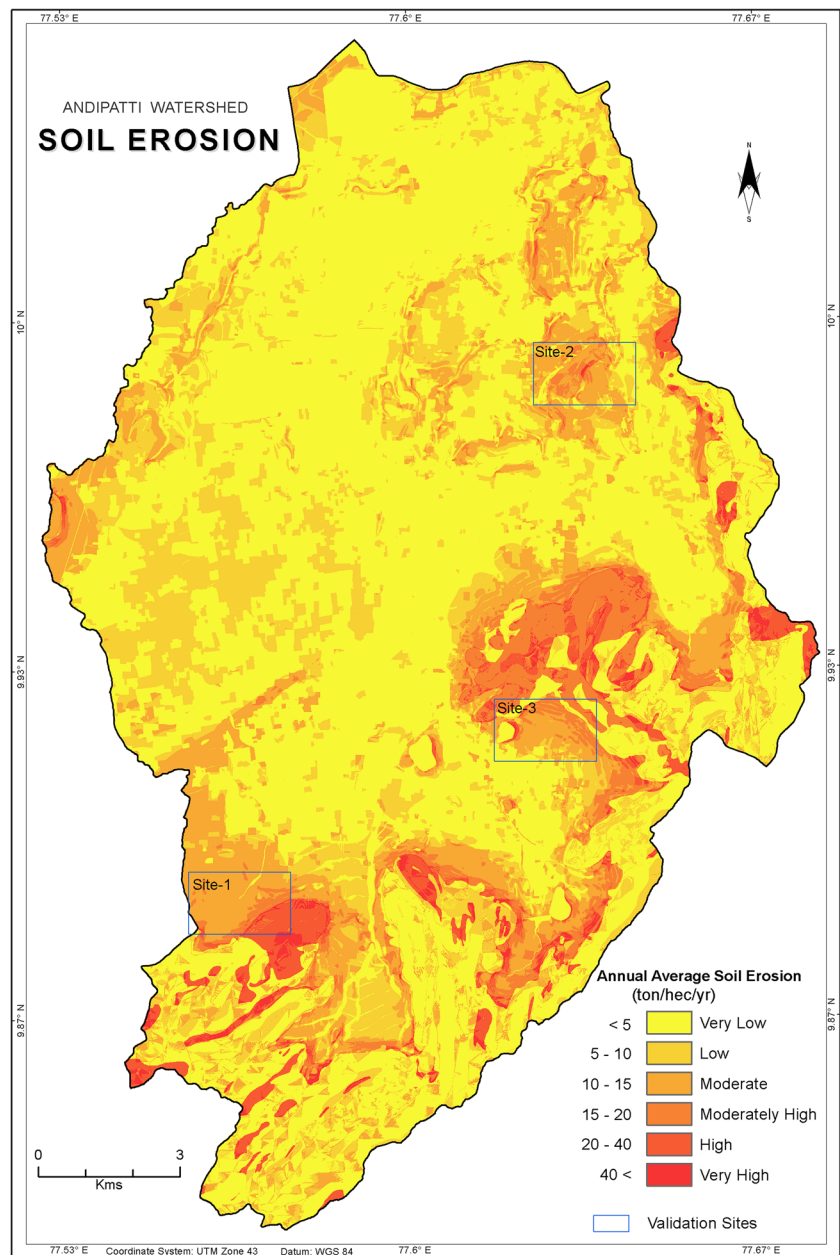 77.53° E
77.6° E
77.67° E
ANDIPATTI WATERSHED
SOIL EROSION
N
S
10° N
10° N
Site-2
9.93° N
9.93° N
Site-3
Site-1
9.87° N
9.87° N
Annual Average Soil Erosion
(ton/hec/yr)
< 5 Very Low
5 - 10 Low
10 - 15 Moderate
15 - 20 Moderately High
20 - 40 High
40 < Very High
Validation Sites
0 3
Kms
77.53° E Coordinate System: UTM Zone 43 Datum: WGS 84 77.6° E 77.67° E